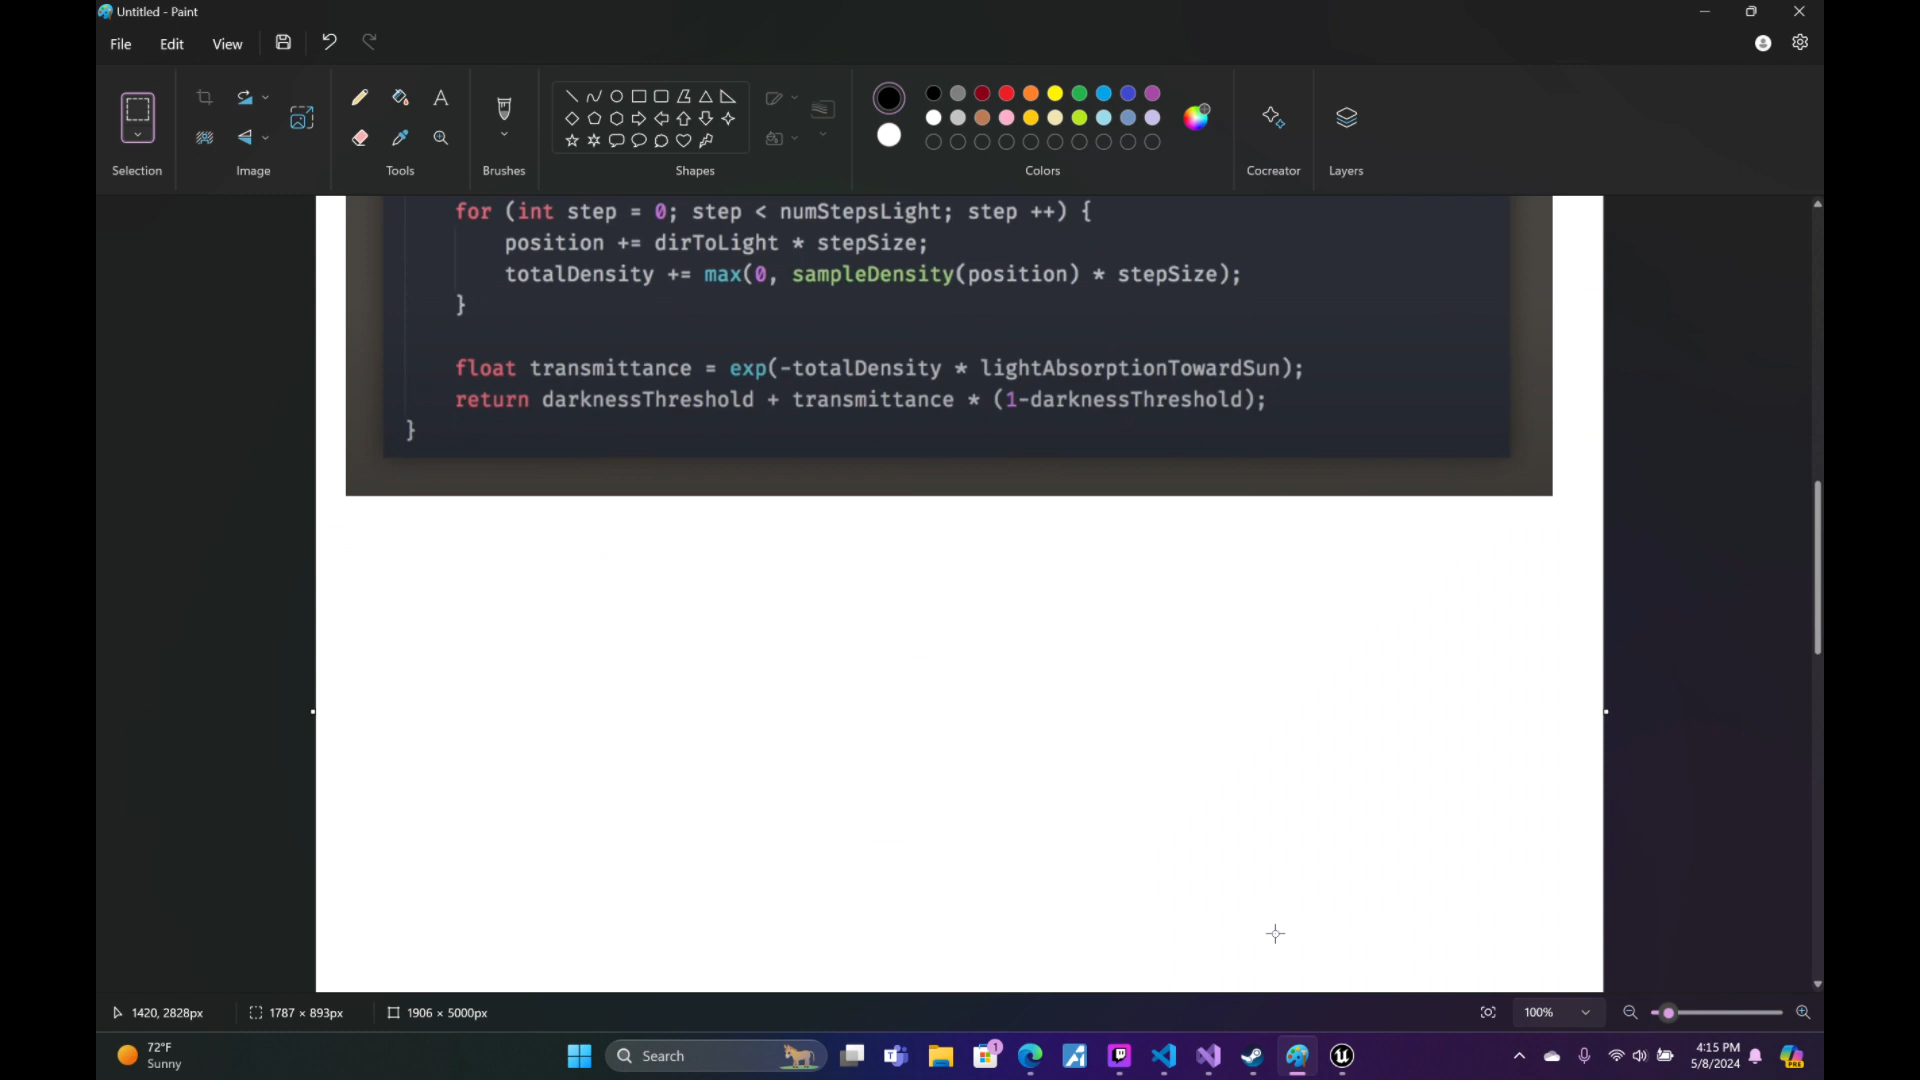 Untitled - Paint
File Edit View
Selection Image Tools Brushes Shapes Colors Cocreator Layers
for (int step = 0; step < numStepsLight; step ++) {
position += dirToLight * stepSize;
totalDensity += max(0, sampleDensity(position) * stepSize);
}
float transmittance = exp(-totalDensity * lightAbsorptionTowardSun);
return darknessThreshold + transmittance * (1-darknessThreshold);
}
1420, 2828px 1787 × 893px 1906 × 5000px 100%
72°F
Sunny
Search
1
4:15 PM
5/8/2024
PRE